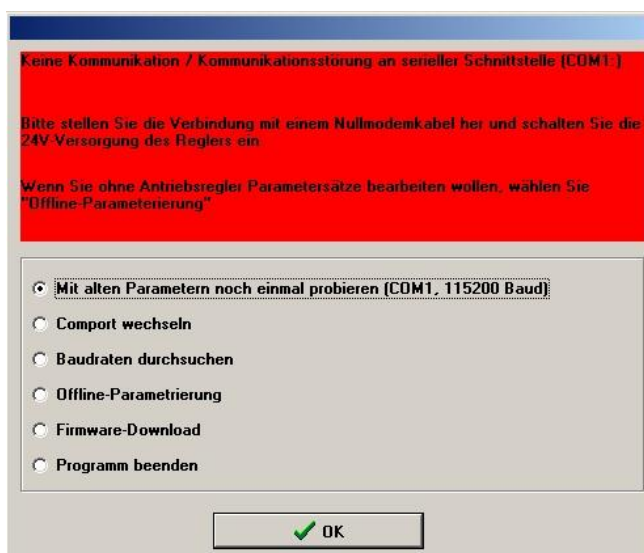 Keine Kommunikation / Kommunikationsstörung an serieller Schnittstelle (COM1:)
Bitte stellen Sie die Verbindung mit einem Nullmodemkabel her und schalten Sie die
24V-Versorgung des Reglers ein
Wenn Sie ohne Antriebsregler Parametersätze bearbeiten wollen, wählen Sie
"Offline-Parameterierung"
Mit alten Parametern noch einmal probieren (COM1, 115200 Baud)
Comport wechseln
Baudraten durchsuchen
Offline-Parametrierung
Firmware-Download
Programm beenden
OK